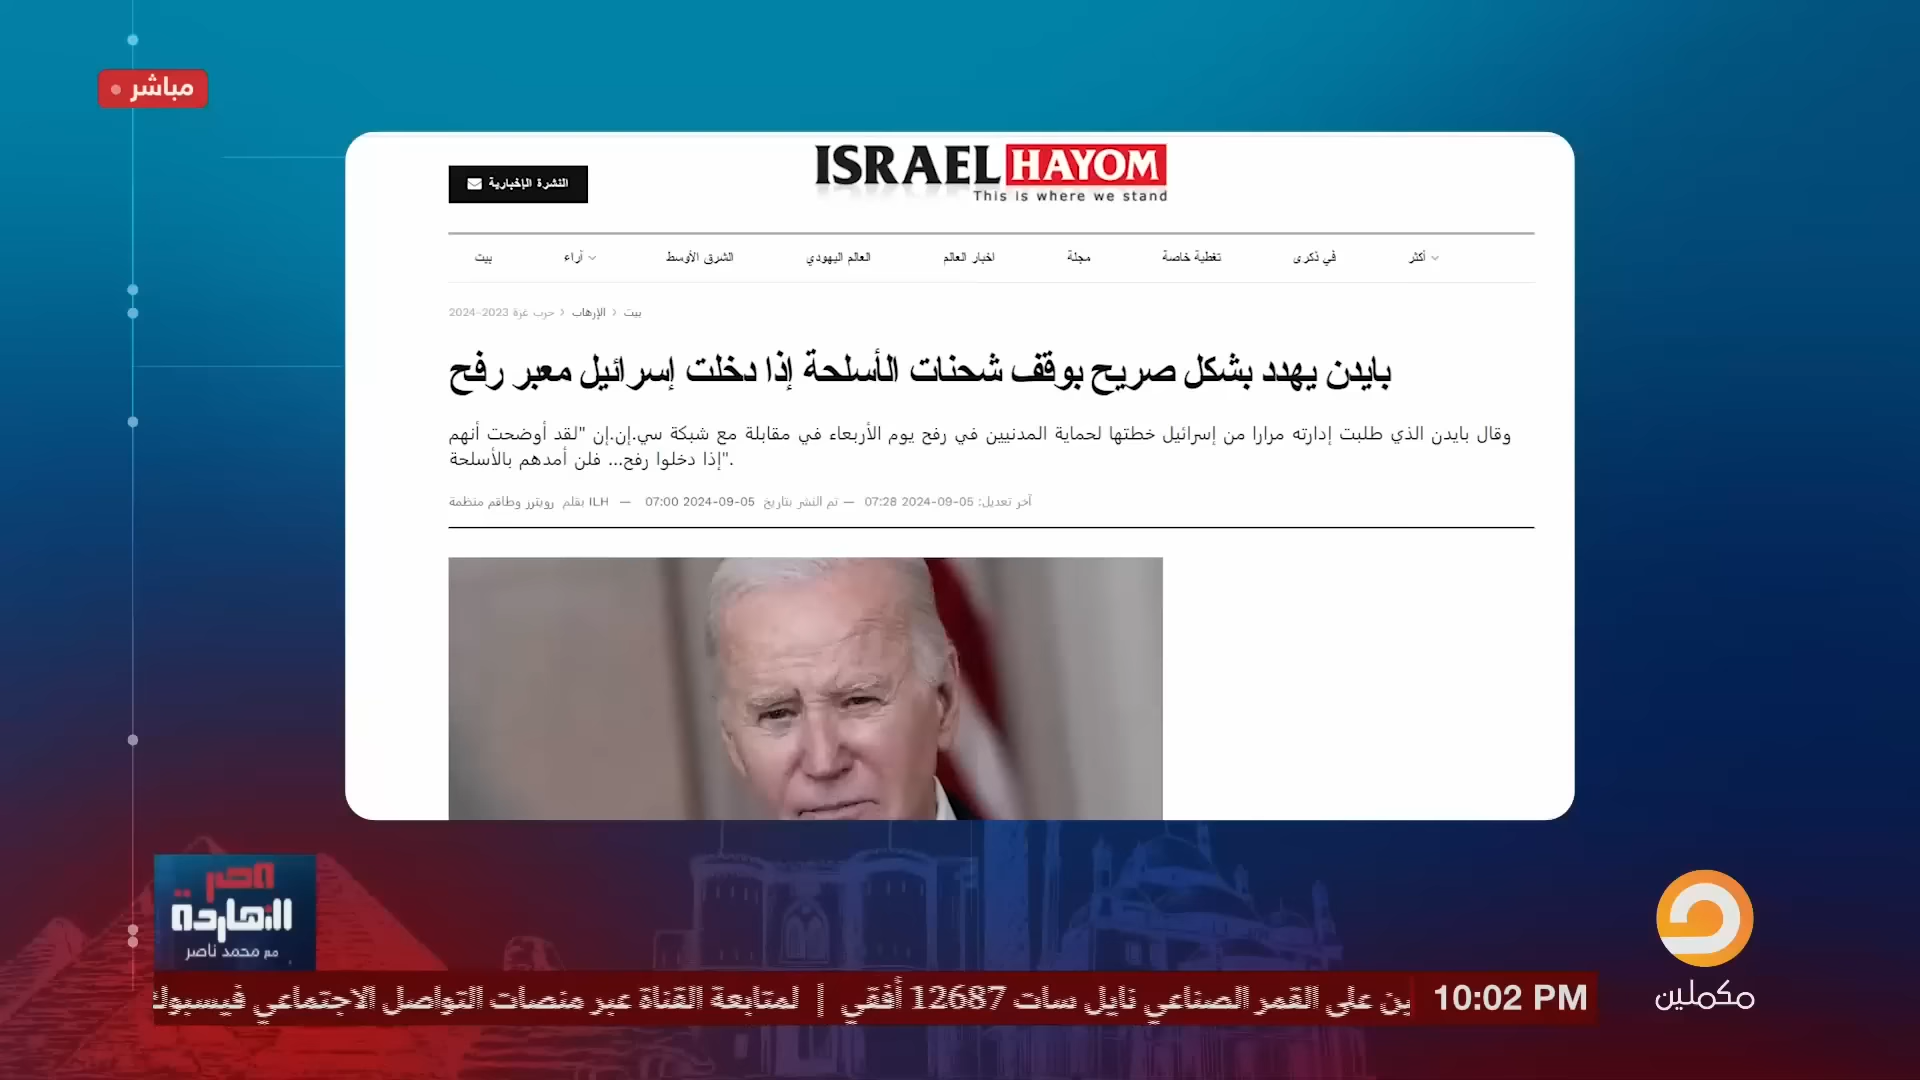 مباشر
ISRAEL HAYOM
This is where we stand
النشرة الإخبارية
بيت
آراء
الشرق الأوسط
العالم اليهودي
اخبار العالم
مجلة
تغطية خاصة
في ذكرى
أكثر
بيت › الإرهاب › حرب غزة 2023-2024
بايدن يهدد بشكل صريح بوقف شحنات الأسلحة إذا دخلت إسرائيل معبر رفح
وقال بايدن الذي طلبت إدارته مرارا من إسرائيل خطتها لحماية المدنيين في رفح يوم الأربعاء في مقابلة مع شبكة سي.إن.إن "لقد أوضحت أنهم
إذا دخلوا رفح... فلن أمدهم بالأسلحة".
بقلم رويترز وطاقم منظمة ILH — تم النشر بتاريخ 05-09-2024 07:00 — آخر تعديل: 05-09-2024 07:28
مصر
النهاردة
مع محمد ناصر
ين على القمر الصناعي نايل سات 12687 أفقي | لمتابعة القناة عبر منصات التواصل الاجتماعي فيسبوك
10:02 PM
مكملين